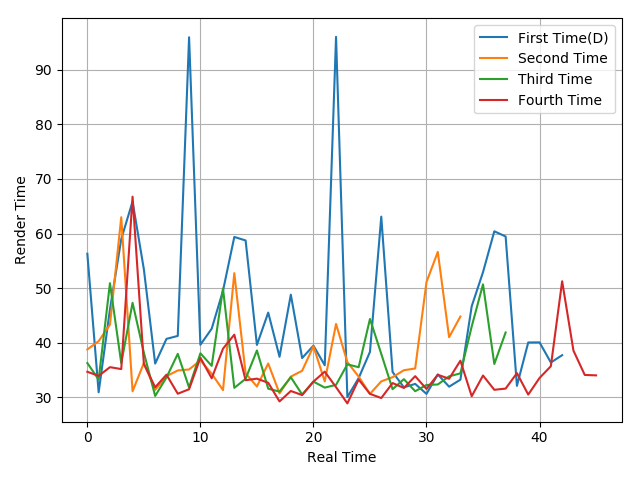 First Time(D)
Second Time
Third Time
Fourth Time
90
80
70
60
50
40
30
Render Time
0 10 20 30 40
Real Time